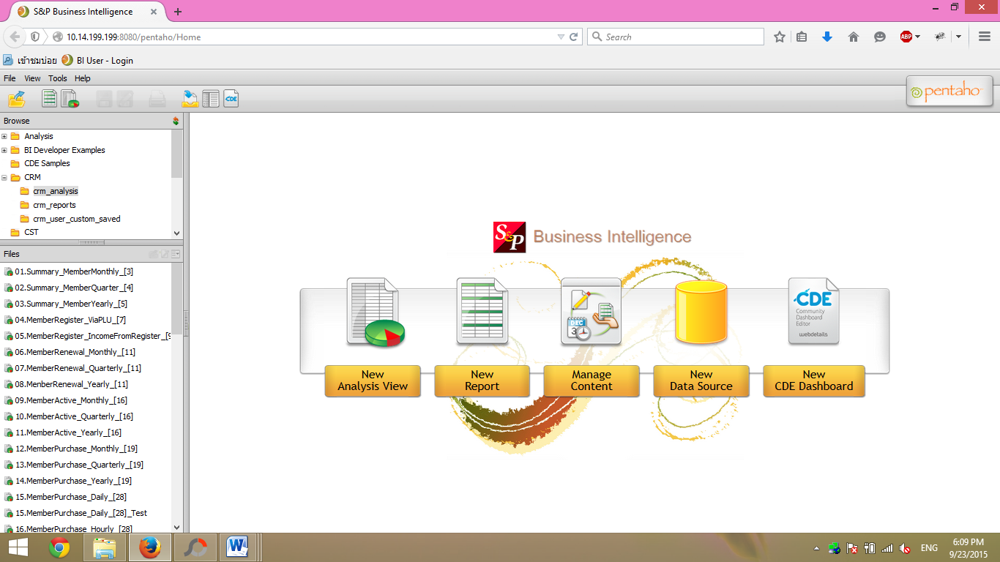 S&P Business Intelligence
10.14.199.199:8080/pentaho/Home
Search
ABP
เข้าชมบ่อย
BI User - Login
File View Tools Help
CDE
pentaho
Browse
Analysis
BI Developer Examples
CDE Samples
CRM
crm_analysis
crm_reports
crm_user_custom_saved
CST
Files
01.Summary_MemberMonthly_[3]
02.Summary_MemberQuarter_[4]
03.Summary_MemberYearly_[5]
04.MemberRegister_ViaPLU_[7]
05.MemberRegister_IncomeFromRegister_[9
06.MemberRenewal_Monthly_[11]
07.MemberRenewal_Quarterly_[11]
08.MenberRenewal_Yearly_[11]
09.MemberActive_Monthly_[16]
10.MemberActive_Quarterly_[16]
11.MemberActive_Yearly_[16]
12.MemberPurchase_Monthly_[19]
13.MemberPurchase_Quarterly_[19]
14.MemberPurchase_Yearly_[19]
15.MemberPurchase_Daily_[28]
15.MemberPurchase_Daily_[28]_Test
16.MemberPurchase_Hourly_[28]
S&P Business Intelligence
DEC
3
CDE
Community
Dashboard
Editor
webdetails
New
Analysis View
New
Report
Manage
Content
New
Data Source
New
CDE Dashboard
ENG
6:09 PM
9/23/2015